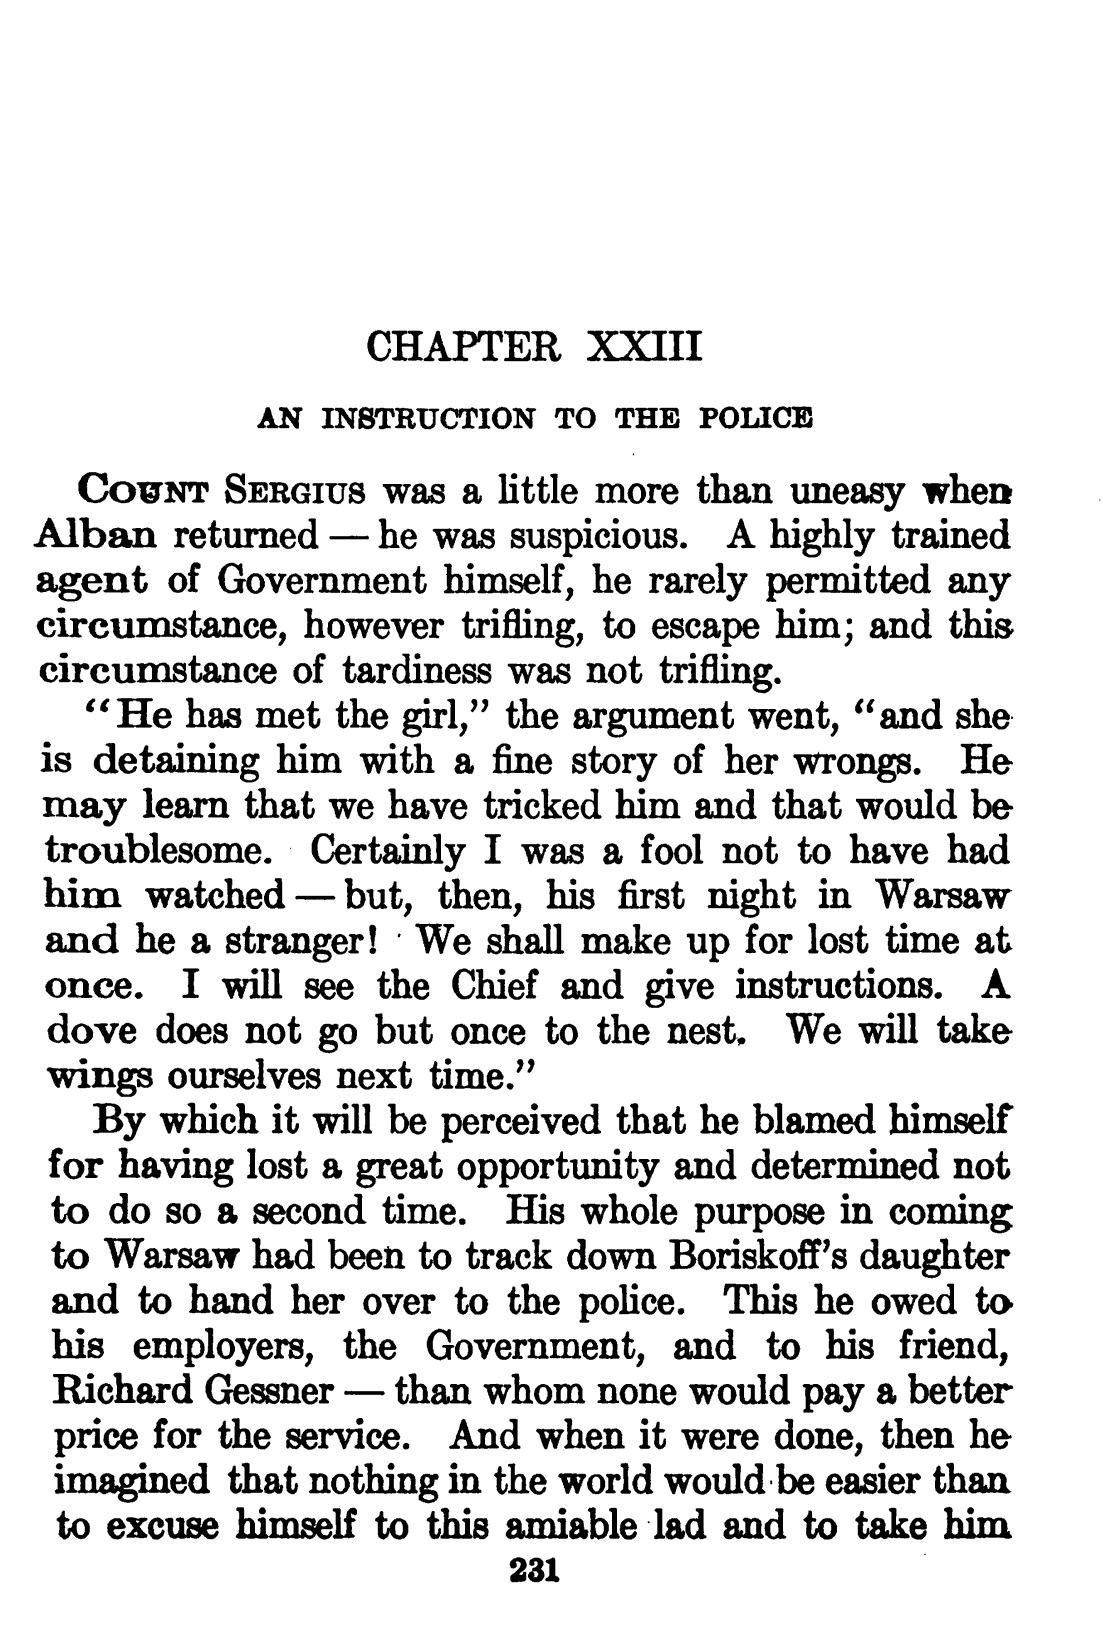 CHAPTER XXIII
AN INSTRUCTION TO THE POLICE
COUNT SERGIUS was a little more than uneasy when
Alban returned — he was suspicious. A highly trained
agent of Government himself, he rarely permitted any
circumstance, however trifling, to escape him; and this
circumstance of tardiness was not trifling.
“He has met the girl,” the argument went, “and she
is detaining him with a fine story of her wrongs. He
may learn that we have tricked him and that would be
troublesome. Certainly I was a fool not to have had
him watched — but, then, his first night in Warsaw
and he a stranger! We shall make up for lost time at
once. I will see the Chief and give instructions. A
dove does not go but once to the nest. We will take
wings ourselves next time.”
By which it will be perceived that he blamed himself
for having lost a great opportunity and determined not
to do so a second time. His whole purpose in coming
to Warsaw had been to track down Boriskoff’s daughter
and to hand her over to the police. This he owed to
his employers, the Government, and to his friend,
Richard Gessner — than whom none would pay a better
price for the service. And when it were done, then he
imagined that nothing in the world would be easier than
to excuse himself to this amiable lad and to take him
231